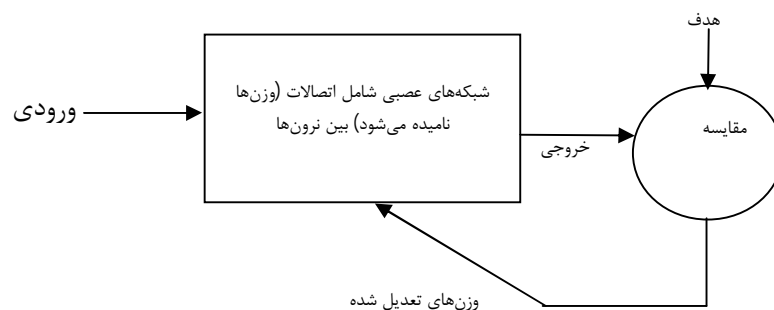 هدف
شبکه‌های عصبی شامل اتصالات (وزن‌ها
نامیده می‌شود) بین نرون‌ها
ورودی
مقایسه
خروجی
وزن‌های تعدیل شده